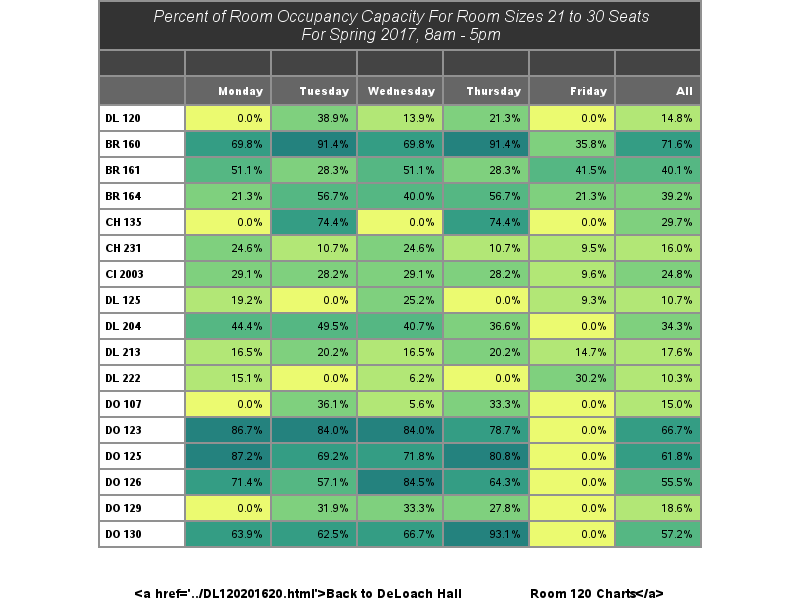 Percent of Room Occupancy Capacity For Room Sizes 21 to 30 Seats
For Spring 2017, 8am - 5pm
Monday Tuesday Wednesday Thursday Friday All
DL 120 0.0% 38.9% 13.9% 21.3% 0.0% 14.8%
BR 160 69.8% 91.4% 69.8% 91.4% 35.8% 71.6%
BR 161 51.1% 28.3% 51.1% 28.3% 41.5% 40.1%
BR 164 21.3% 56.7% 40.0% 56.7% 21.3% 39.2%
CH 135 0.0% 74.4% 0.0% 74.4% 0.0% 29.7%
CH 231 24.6% 10.7% 24.6% 10.7% 9.5% 16.0%
CI 2003 29.1% 28.2% 29.1% 28.2% 9.6% 24.8%
DL 125 19.2% 0.0% 25.2% 0.0% 9.3% 10.7%
DL 204 44.4% 49.5% 40.7% 36.6% 0.0% 34.3%
DL 213 16.5% 20.2% 16.5% 20.2% 14.7% 17.6%
DL 222 15.1% 0.0% 6.2% 0.0% 30.2% 10.3%
DO 107 0.0% 36.1% 5.6% 33.3% 0.0% 15.0%
DO 123 86.7% 84.0% 84.0% 78.7% 0.0% 66.7%
DO 125 87.2% 69.2% 71.8% 80.8% 0.0% 61.8%
DO 126 71.4% 57.1% 84.5% 64.3% 0.0% 55.5%
DO 129 0.0% 31.9% 33.3% 27.8% 0.0% 18.6%
DO 130 63.9% 62.5% 66.7% 93.1% 0.0% 57.2%
<a href='../DL120201620.html'>Back to DeLoach Hall Room 120 Charts</a>